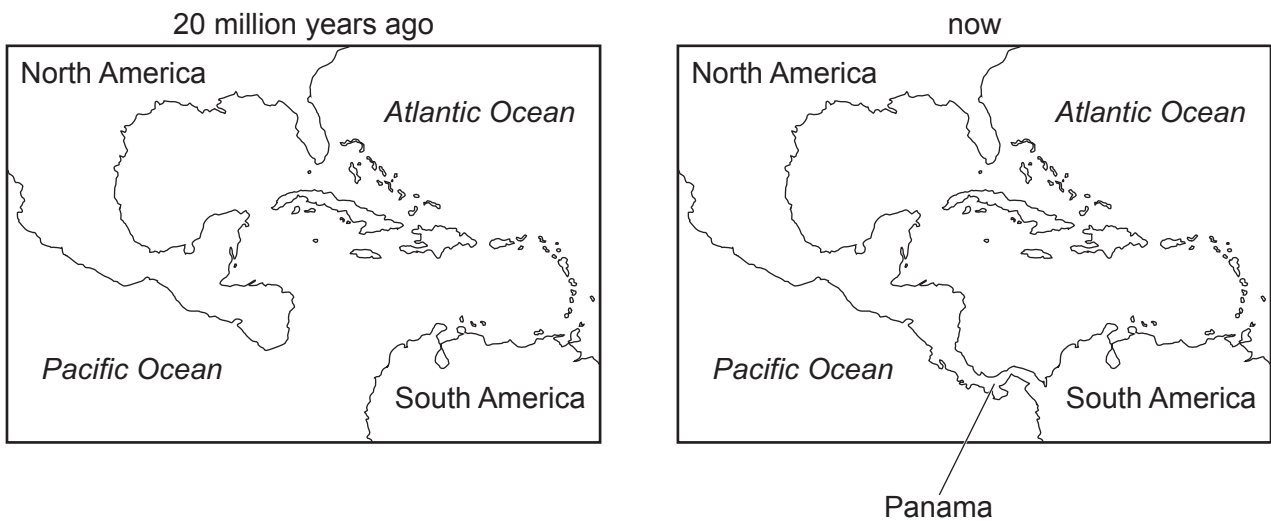 20 million years ago
North America
Atlantic Ocean
Pacific Ocean
South America
now
North America
Atlantic Ocean
Pacific Ocean
South America
Panama